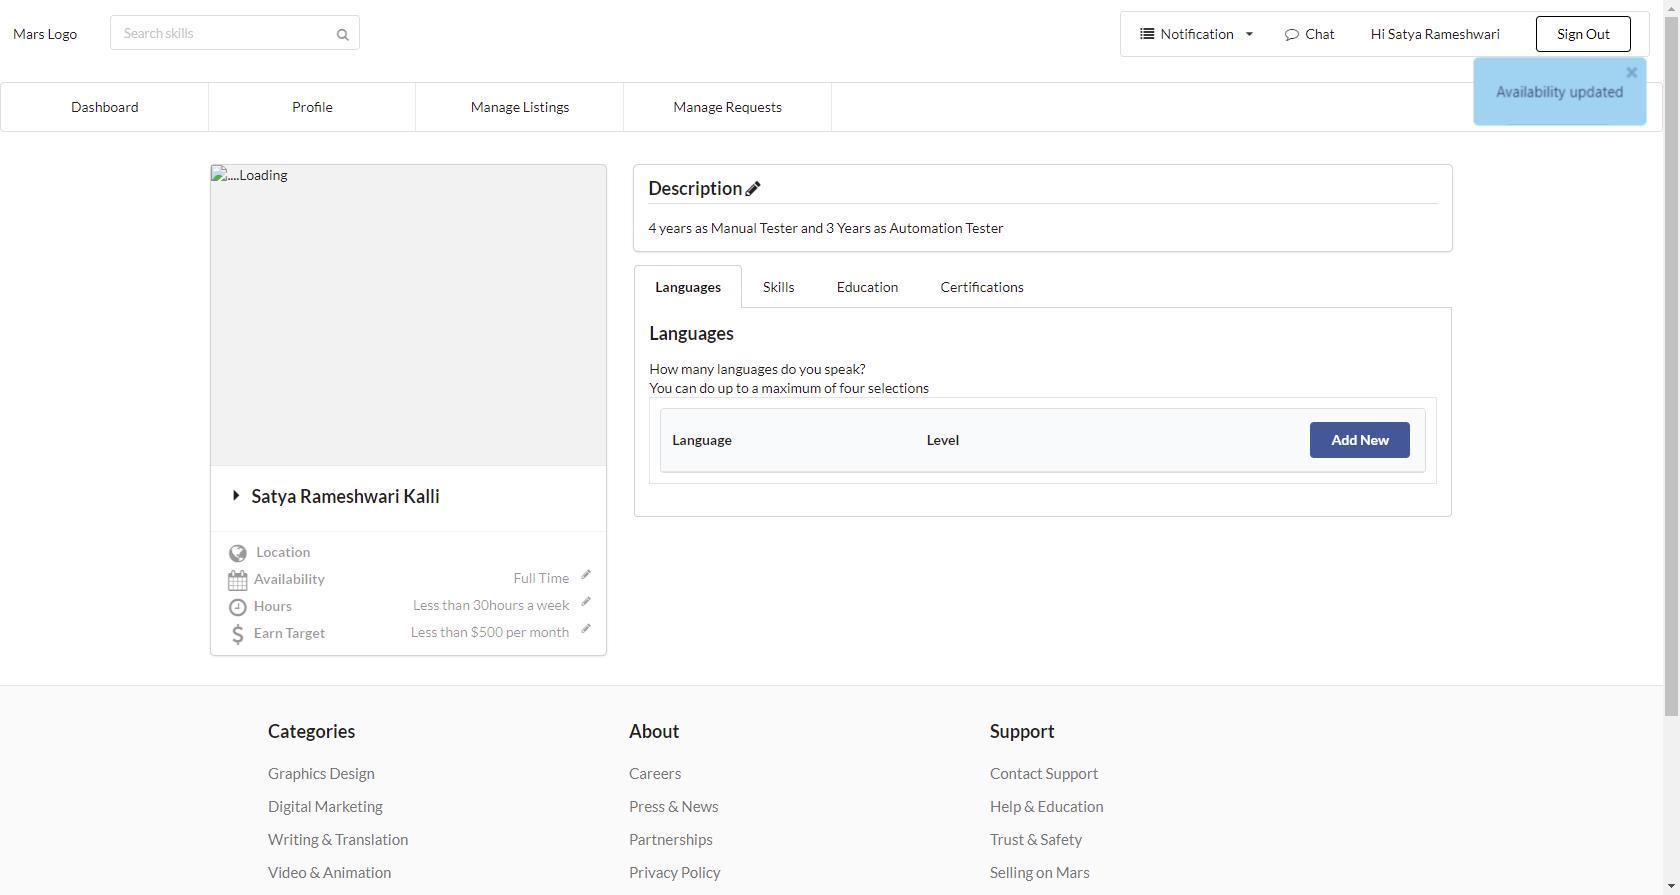 Mars Logo
Search skills
Notification
Chat
Hi Satya Rameshwari
Sign Out
Availability updated
Dashboard
Profile
Manage Listings
Manage Requests
....Loading
Description
4 years as Manual Tester and 3 Years as Automation Tester
Languages
Skills
Education
Certifications
Languages
How many languages do you speak?
You can do up to a maximum of four selections
Language
Level
Add New
Satya Rameshwari Kalli
Location
Availability Full Time
Hours Less than 30hours a week
Earn Target Less than $500 per month
Categories
Graphics Design
Digital Marketing
Writing & Translation
Video & Animation
About
Careers
Press & News
Partnerships
Privacy Policy
Support
Contact Support
Help & Education
Trust & Safety
Selling on Mars